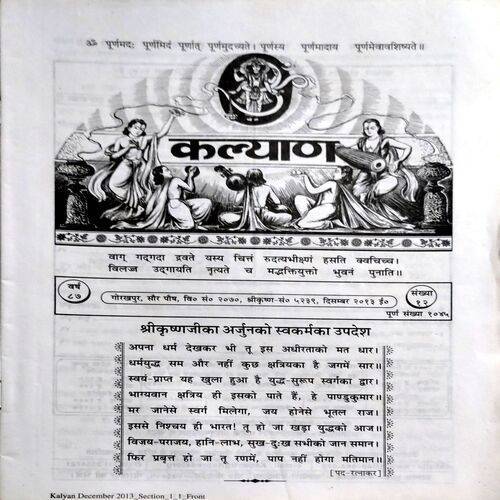 ॐ पूर्णमदः पूर्णमिदं पूर्णात् पूर्णमुदच्यते। पूर्णस्य पूर्णमादाय पूर्णमेवावशिष्यते॥
कल्याण
वाग् गद्गदा द्रवते यस्य चित्तं रुदत्यभीक्ष्णं हसति क्वचिच्च।
विलज्ज उद्गायति नृत्यते च मद्भक्तियुक्तो भुवनं पुनाति॥
वर्ष
८७
गोरखपुर, सौर पौष, वि० सं० २०७०, श्रीकृष्ण-सं० ५२३९, दिसम्बर २०१३ ई०
संख्या
१२
पूर्ण संख्या १०४५
श्रीकृष्णजीका अर्जुनको स्वकर्मका उपदेश
अपना धर्म देखकर भी तू इस अधीरताको मत धार।
धर्मयुद्ध सम और नहीं कुछ क्षत्रियका है जगमें सार॥
स्वयं-प्राप्त यह खुला हुआ है युद्ध-सुरूप स्वर्गका द्वार।
भाग्यवान क्षत्रिय ही इसको पाते हैं, हे पाण्डुकुमार॥
मर जानेसे स्वर्ग मिलेगा, जय होनेसे भूतल राज।
इससे निश्चय ही भारत! तू हो जा खड़ा युद्धको आज॥
विजय-पराजय, हानि-लाभ, सुख-दुःख सभीको जान समान।
फिर प्रवृत्त हो जा तू रणमें, पाप नहीं होगा मतिमान॥
[पद-रत्नाकर]
Kalyan December 2013_Section_1_1_Front